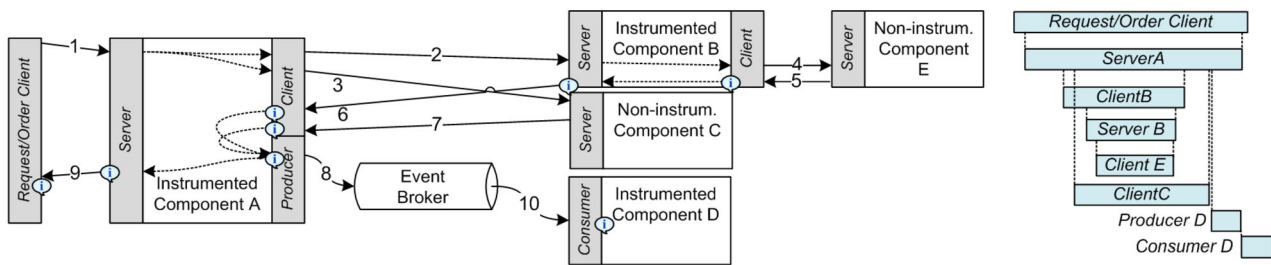 Request/Order Client
1
Server
Instrumented
Component A
Client
Producer
2
3
6
7
8
9
Event
Broker
10
Server
Instrumented
Component B
Client
4
5
Server
Non-instrum.
Component
E
Server
Non-instrum.
Component C
Consumer
Instrumented
Component D
i
i
i
i
i
i
i
i
Request/Order Client
ServerA
ClientB
Server B
Client E
ClientC
Producer D
Consumer D